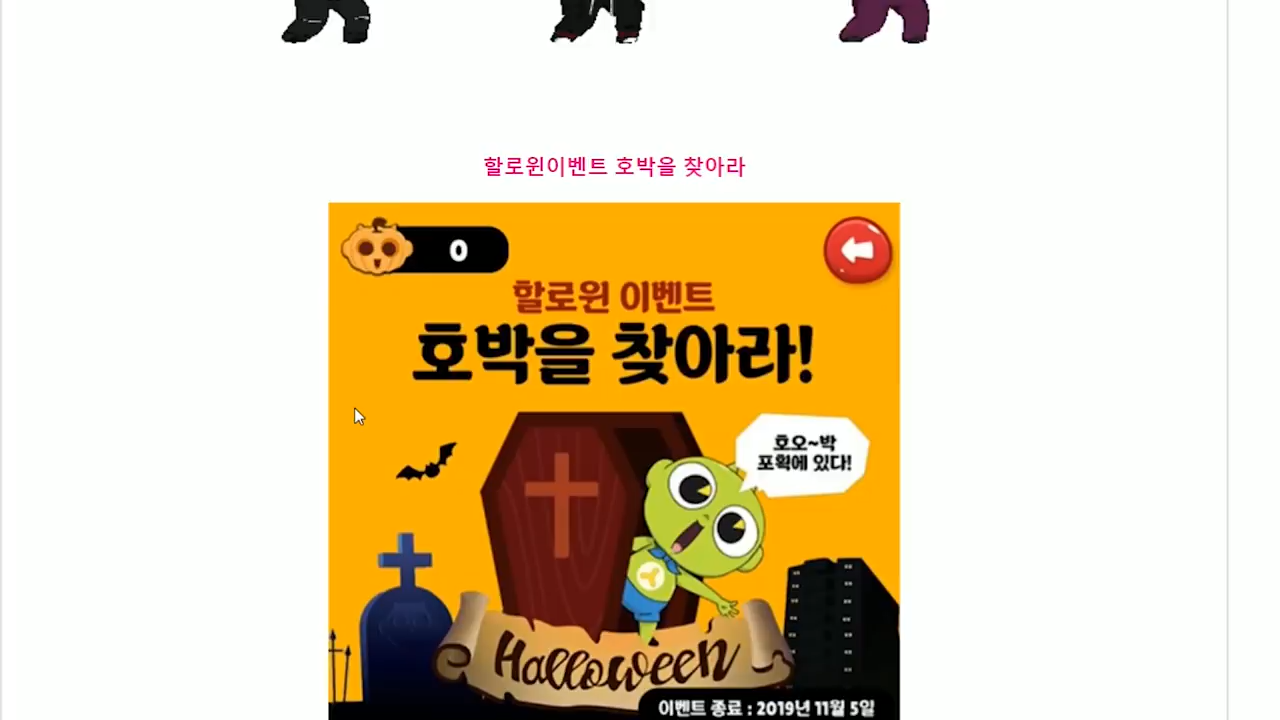 할로윈이벤트 호박을 찾아라
0
할로윈 이벤트
호박을 찾아라!
호오~박
포획에 있다!
Halloween
이벤트 종료 : 2019년 11월 5일